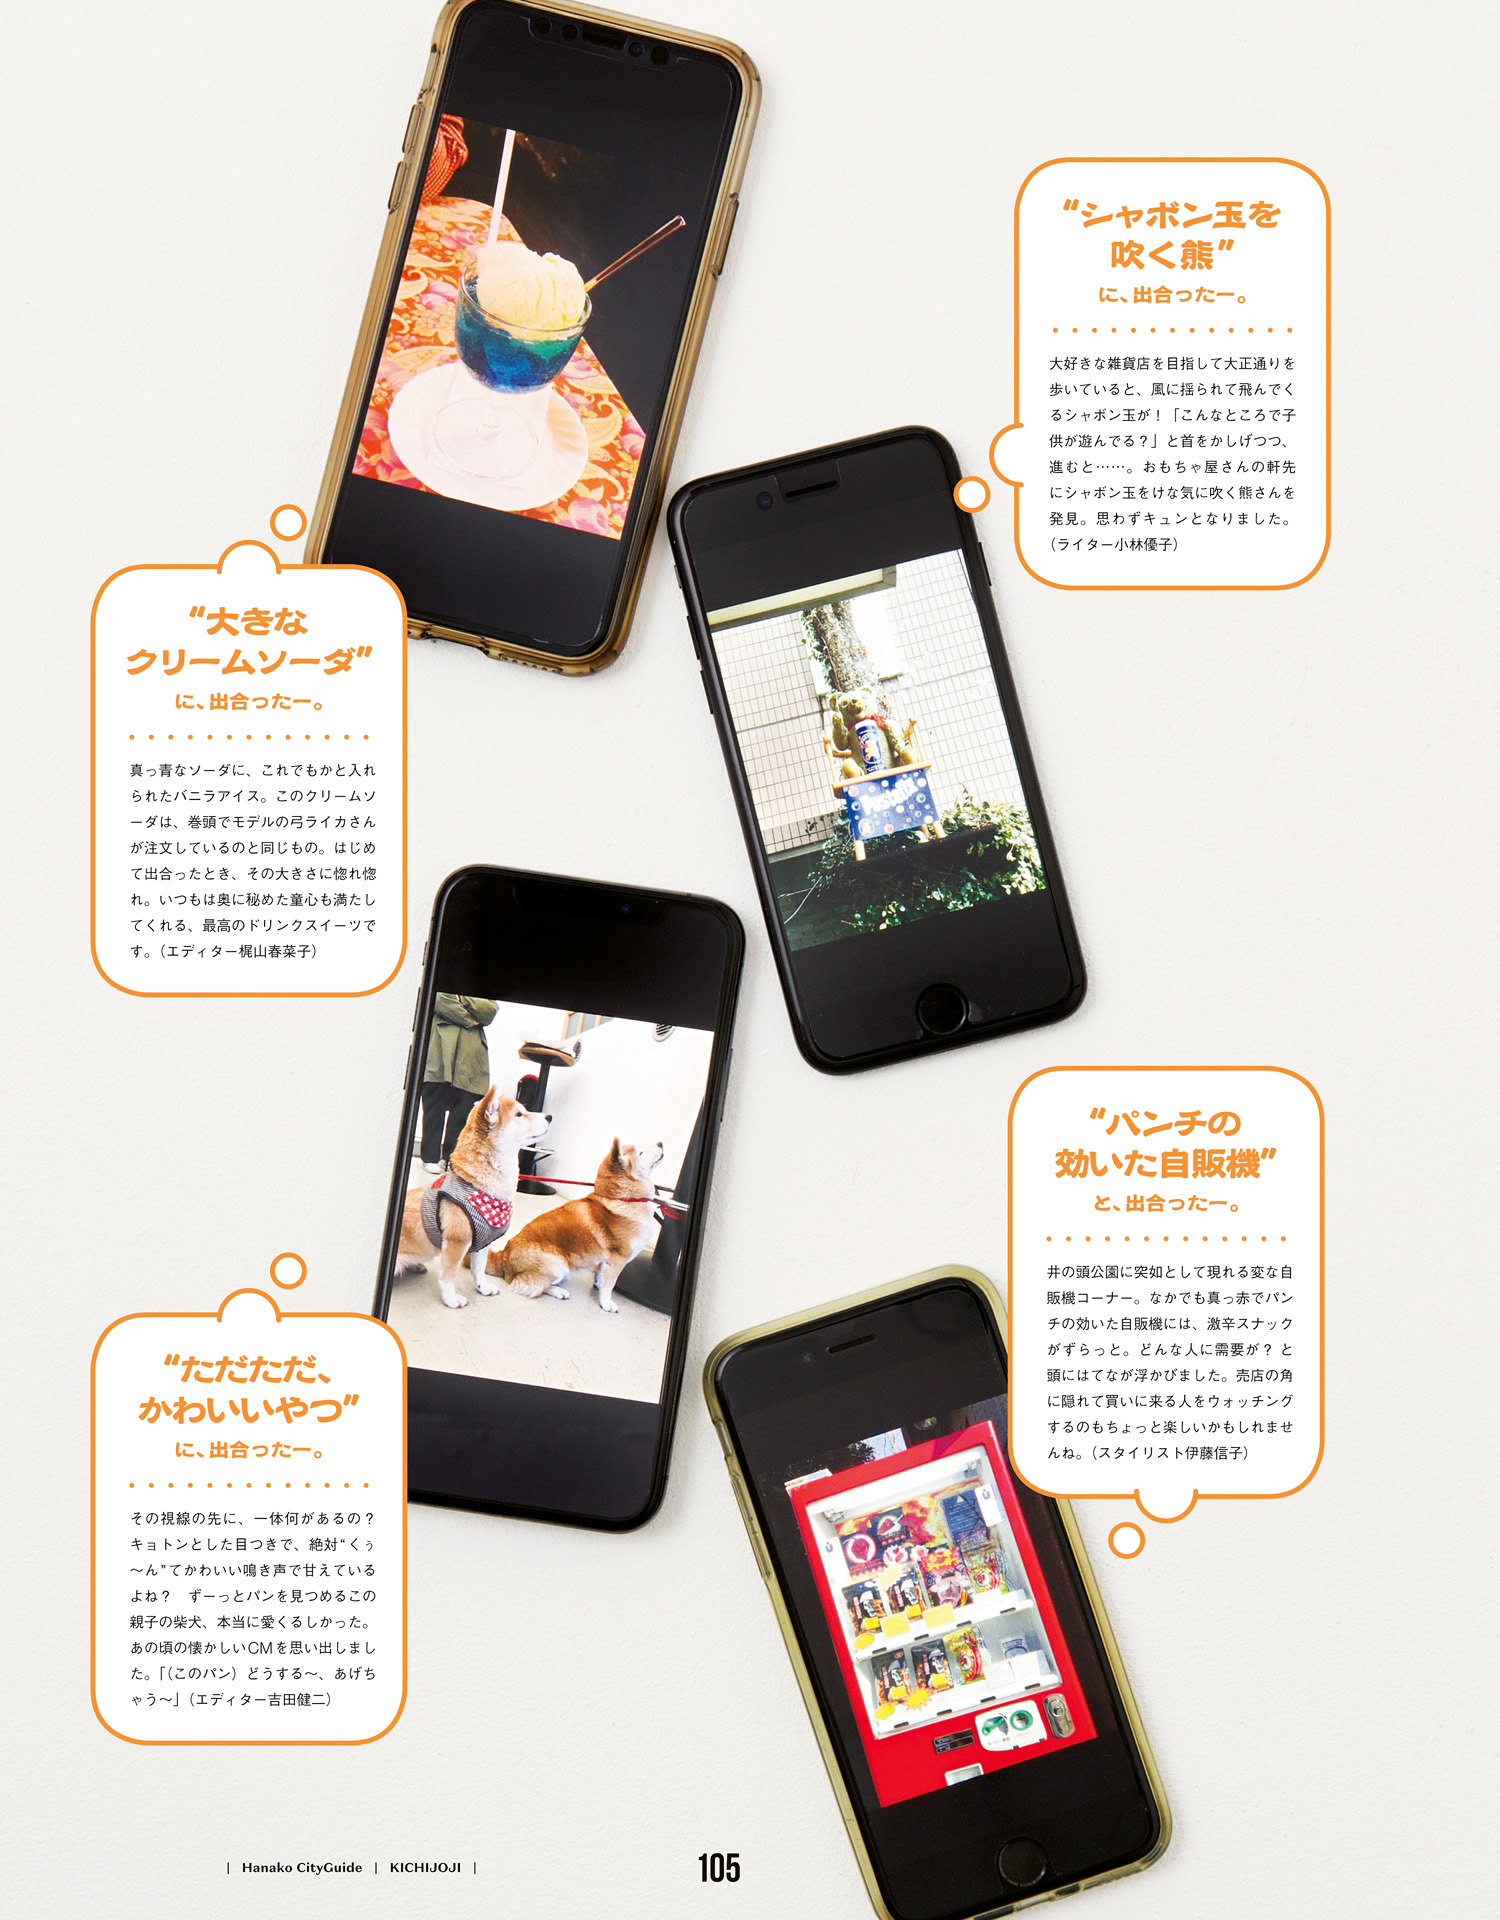 “シャボン玉を
吹く熊”
に、出合ったー。
大好きな雑貨店を目指して大正通りを
歩いていると、風に揺られて飛んでく
るシャボン玉が！「こんなところで子
供が遊んでる？」と首をかしげつつ、
進むと……。おもちゃ屋さんの軒先
にシャボン玉をけな気に吹く熊さんを
発見。思わずキュンとなりました。
（ライター小林優子）
“大きな
クリームソーダ”
に、出合ったー。
真っ青なソーダに、これでもかと入れ
られたバニラアイス。このクリームソ
ーダは、巻頭でモデルの弓ライカさん
が注文しているのと同じもの。はじめ
て出合ったとき、その大きさに惚れ惚
れ。いつもは奥に秘めた童心も満たし
てくれる、最高のドリンクスイーツで
す。（エディター梶山春菜子）
Pustefix
“パンチの
効いた自販機”
と、出合ったー。
井の頭公園に突如として現れる変な自
販機コーナー。なかでも真っ赤でパン
チの効いた自販機には、激辛スナック
がずらっと。どんな人に需要が？ と
頭にはてなが浮かびました。売店の角
に隠れて買いに来る人をウォッチング
するのもちょっと楽しいかもしれませ
んね。（スタイリスト伊藤信子）
“ただただ、
かわいいやつ”
に、出合ったー。
その視線の先に、一体何があるの？
キョトンとした目つきで、絶対“くぅ
〜ん”てかわいい鳴き声で甘えている
よね？　ずーっとパンを見つめるこの
親子の柴犬、本当に愛くるしかった。
あの頃の懐かしいCMを思い出しまし
た。「（このパン）どうする〜、あげち
ゃう〜」（エディター吉田健二）
| Hanako CityGuide | KICHIJOJI |
105